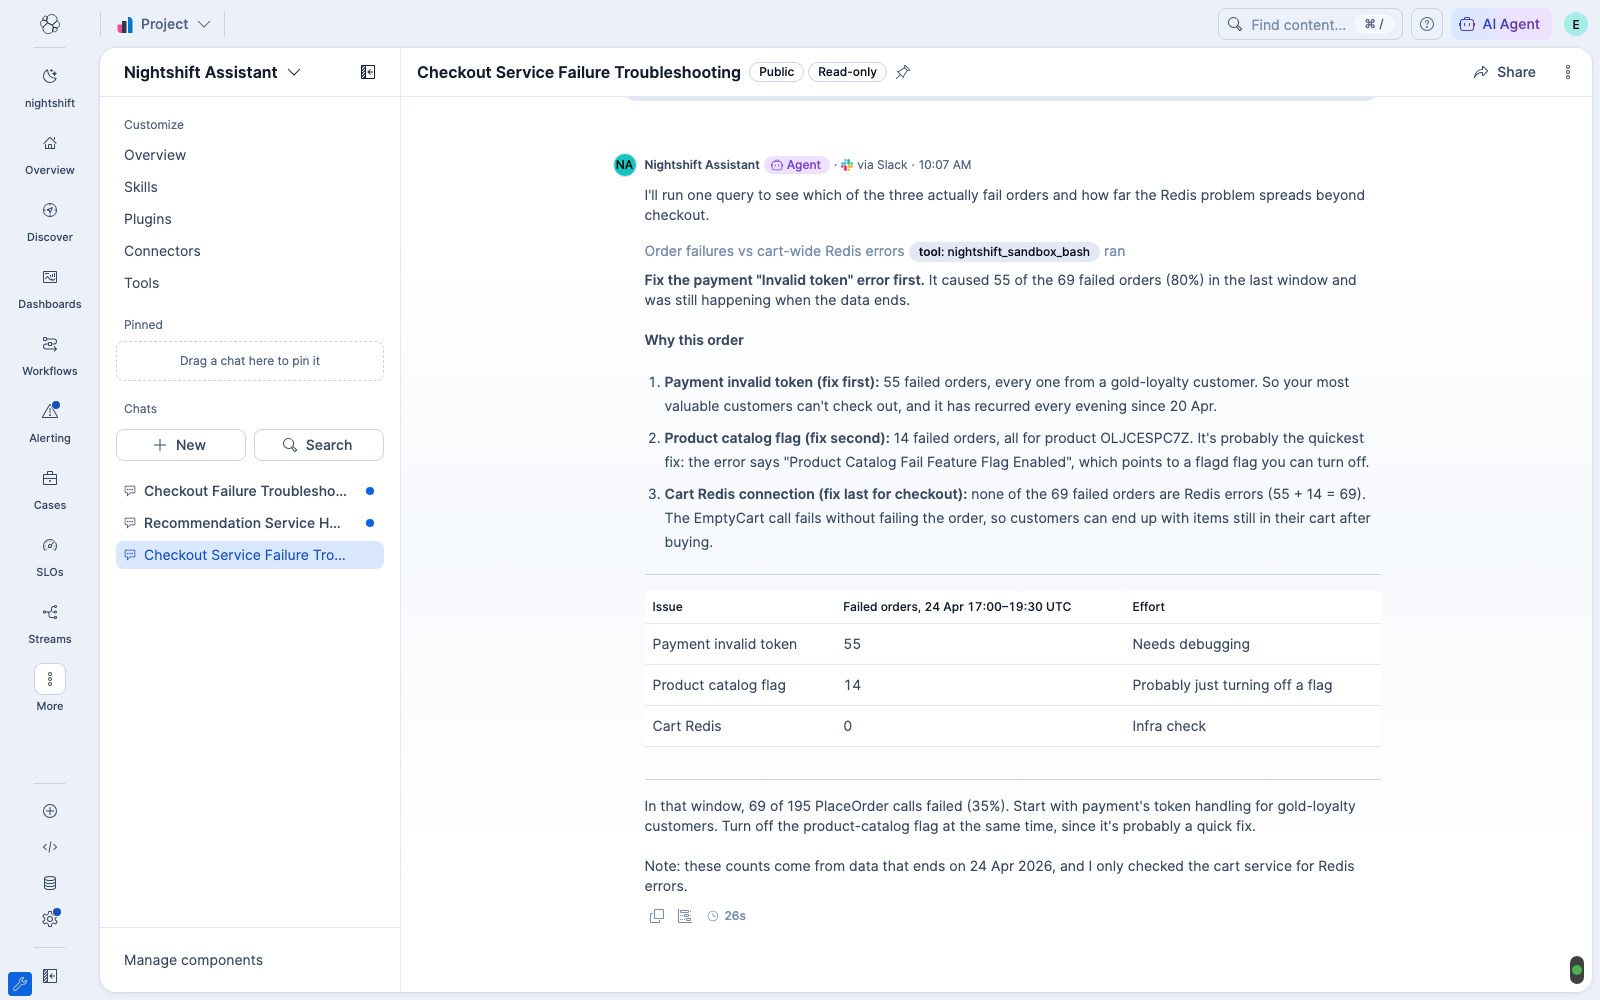 Project
Find content...
⌘ /
AI Agent
E
nightshift
Overview
Discover
Dashboards
Workflows
Alerting
Cases
SLOs
Streams
More
Nightshift Assistant
Customize
Overview
Skills
Plugins
Connectors
Tools
Pinned
Drag a chat here to pin it
Chats
New
Search
Checkout Failure Troublesho...
Recommendation Service H...
Checkout Service Failure Tro...
Manage components
Checkout Service Failure Troubleshooting
Public
Read-only
Share
NA
Nightshift Assistant Agent · via Slack · 10:07 AM
I'll run one query to see which of the three actually fail orders and how far the Redis problem spreads beyond
checkout.
Order failures vs cart-wide Redis errors tool: nightshift_sandbox_bash ran
Fix the payment "Invalid token" error first. It caused 55 of the 69 failed orders (80%) in the last window and
was still happening when the data ends.
Why this order
1. Payment invalid token (fix first): 55 failed orders, every one from a gold-loyalty customer. So your most
valuable customers can't check out, and it has recurred every evening since 20 Apr.
2. Product catalog flag (fix second): 14 failed orders, all for product OLJCESPC7Z. It's probably the quickest
fix: the error says "Product Catalog Fail Feature Flag Enabled", which points to a flagd flag you can turn off.
3. Cart Redis connection (fix last for checkout): none of the 69 failed orders are Redis errors (55 + 14 = 69).
The EmptyCart call fails without failing the order, so customers can end up with items still in their cart after
buying.
Issue Failed orders, 24 Apr 17:00–19:30 UTC Effort
Payment invalid token 55 Needs debugging
Product catalog flag 14 Probably just turning off a flag
Cart Redis 0 Infra check
In that window, 69 of 195 PlaceOrder calls failed (35%). Start with payment's token handling for gold-loyalty
customers. Turn off the product-catalog flag at the same time, since it's probably a quick fix.
Note: these counts come from data that ends on 24 Apr 2026, and I only checked the cart service for Redis
errors.
26s